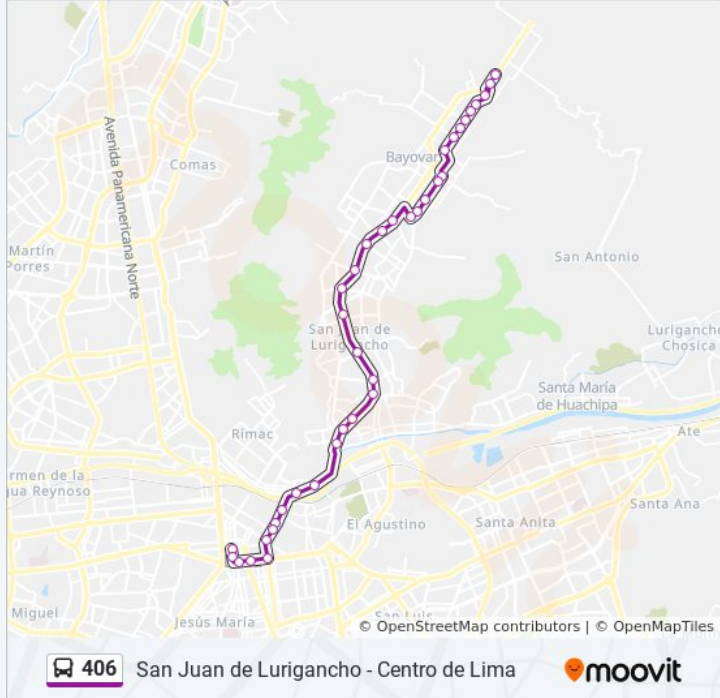 Comas
Avenida Panamericana Norte
Bayovar
Martín
Porres
San Antonio
San Juan de
Lurigancho
Lurigancho
Chosica
Santa María
de Huachipa
Rímac
Ate
rmen de la
gua Reynoso
El Agustino
Santa Anita
Santa Ana
Miguel
Jesús María
San Luis
© OpenStreetMap contributors | © OpenMapTiles
406 San Juan de Lurigancho - Centro de Lima moovit